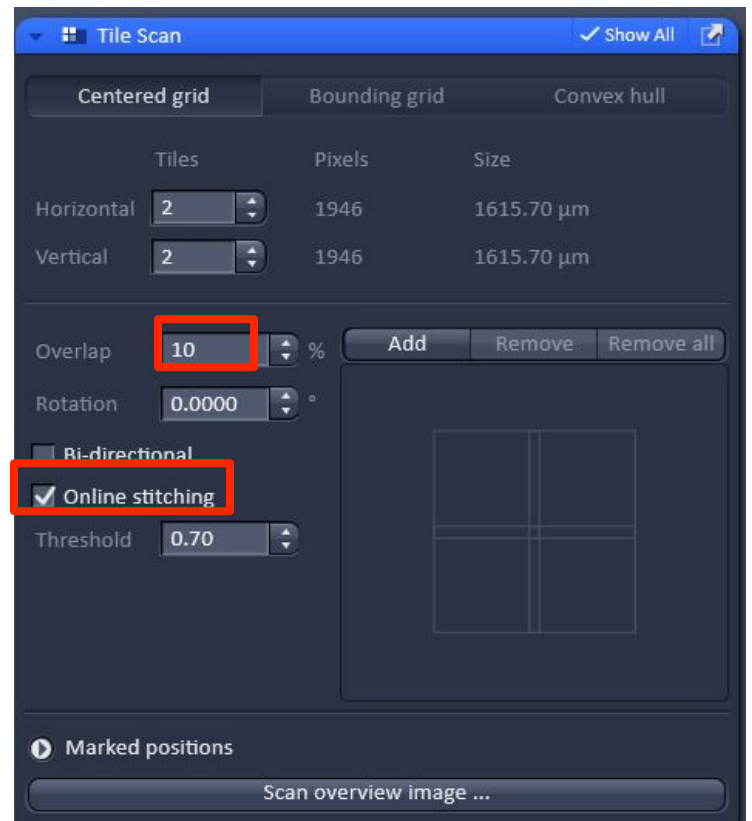 Tile Scan Show All
Centered grid Bounding grid Convex hull
Tiles Pixels Size
Horizontal 2 1946 1615.70 µm
Vertical 2 1946 1615.70 µm
Overlap 10 % Add Remove Remove all
Rotation 0.0000 °
Bi-directional
Online stitching
Threshold 0.70
Marked positions
Scan overview image ...